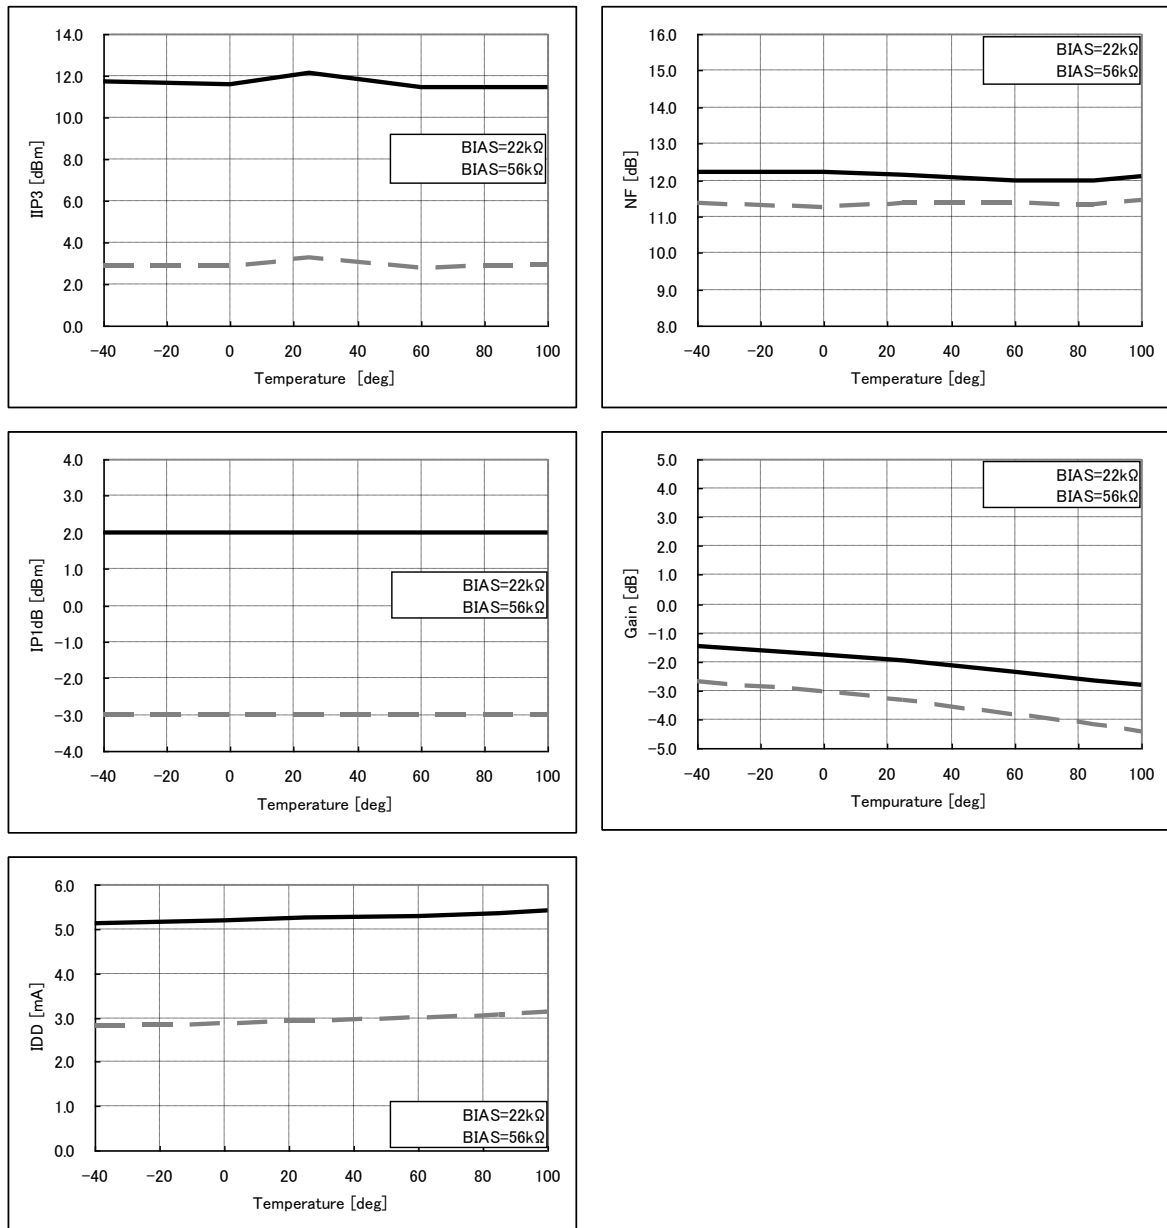 14.0
12.0
10.0
8.0
6.0
4.0
2.0
0.0
IIP3 [dBm]
BIAS=22kΩ
BIAS=56kΩ
-40 -20 0 20 40 60 80 100
Temperature [deg]
16.0
15.0
14.0
13.0
12.0
11.0
10.0
9.0
8.0
NF [dB]
BIAS=22kΩ
BIAS=56kΩ
-40 -20 0 20 40 60 80 100
Temperature [deg]
4.0
3.0
2.0
1.0
0.0
-1.0
-2.0
-3.0
-4.0
IP1dB [dBm]
BIAS=22kΩ
BIAS=56kΩ
-40 -20 0 20 40 60 80 100
Temperature [deg]
5.0
4.0
3.0
2.0
1.0
0.0
-1.0
-2.0
-3.0
-4.0
-5.0
Gain [dB]
BIAS=22kΩ
BIAS=56kΩ
-40 -20 0 20 40 60 80 100
Tempurature [deg]
6.0
5.0
4.0
3.0
2.0
1.0
0.0
IDD [mA]
BIAS=22kΩ
BIAS=56kΩ
-40 -20 0 20 40 60 80 100
Temperature [deg]